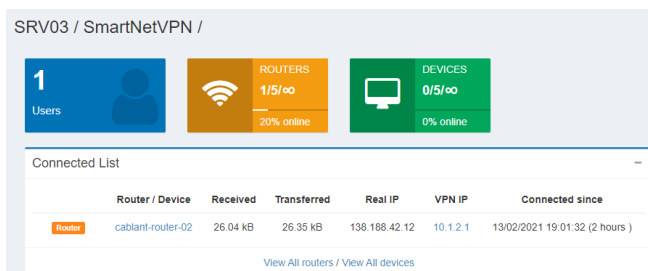 SRV03 / SmartNetVPN /
1
Users
ROUTERS
1/5/∞
20% online
DEVICES
0/5/∞
0% online
Connected List
Router / Device Received Transferred Real IP VPN IP Connected since
Router cablant-router-02 26.04 kB 26.35 kB 138.188.42.12 10.1.2.1 13/02/2021 19:01:32 (2 hours )
View All routers / View All devices